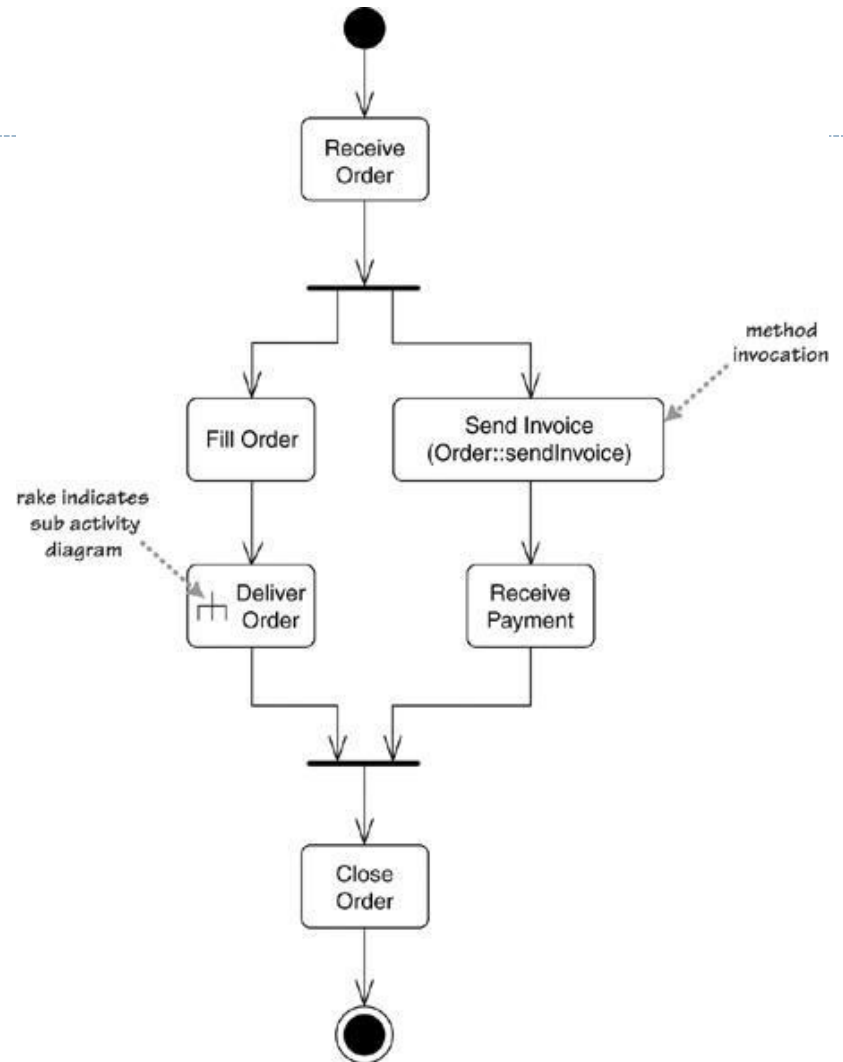 Receive
Order
method
invocation
Fill Order
Send Invoice
(Order::sendInvoice)
rake indicates
sub activity
diagram
Deliver
Order
Receive
Payment
Close
Order